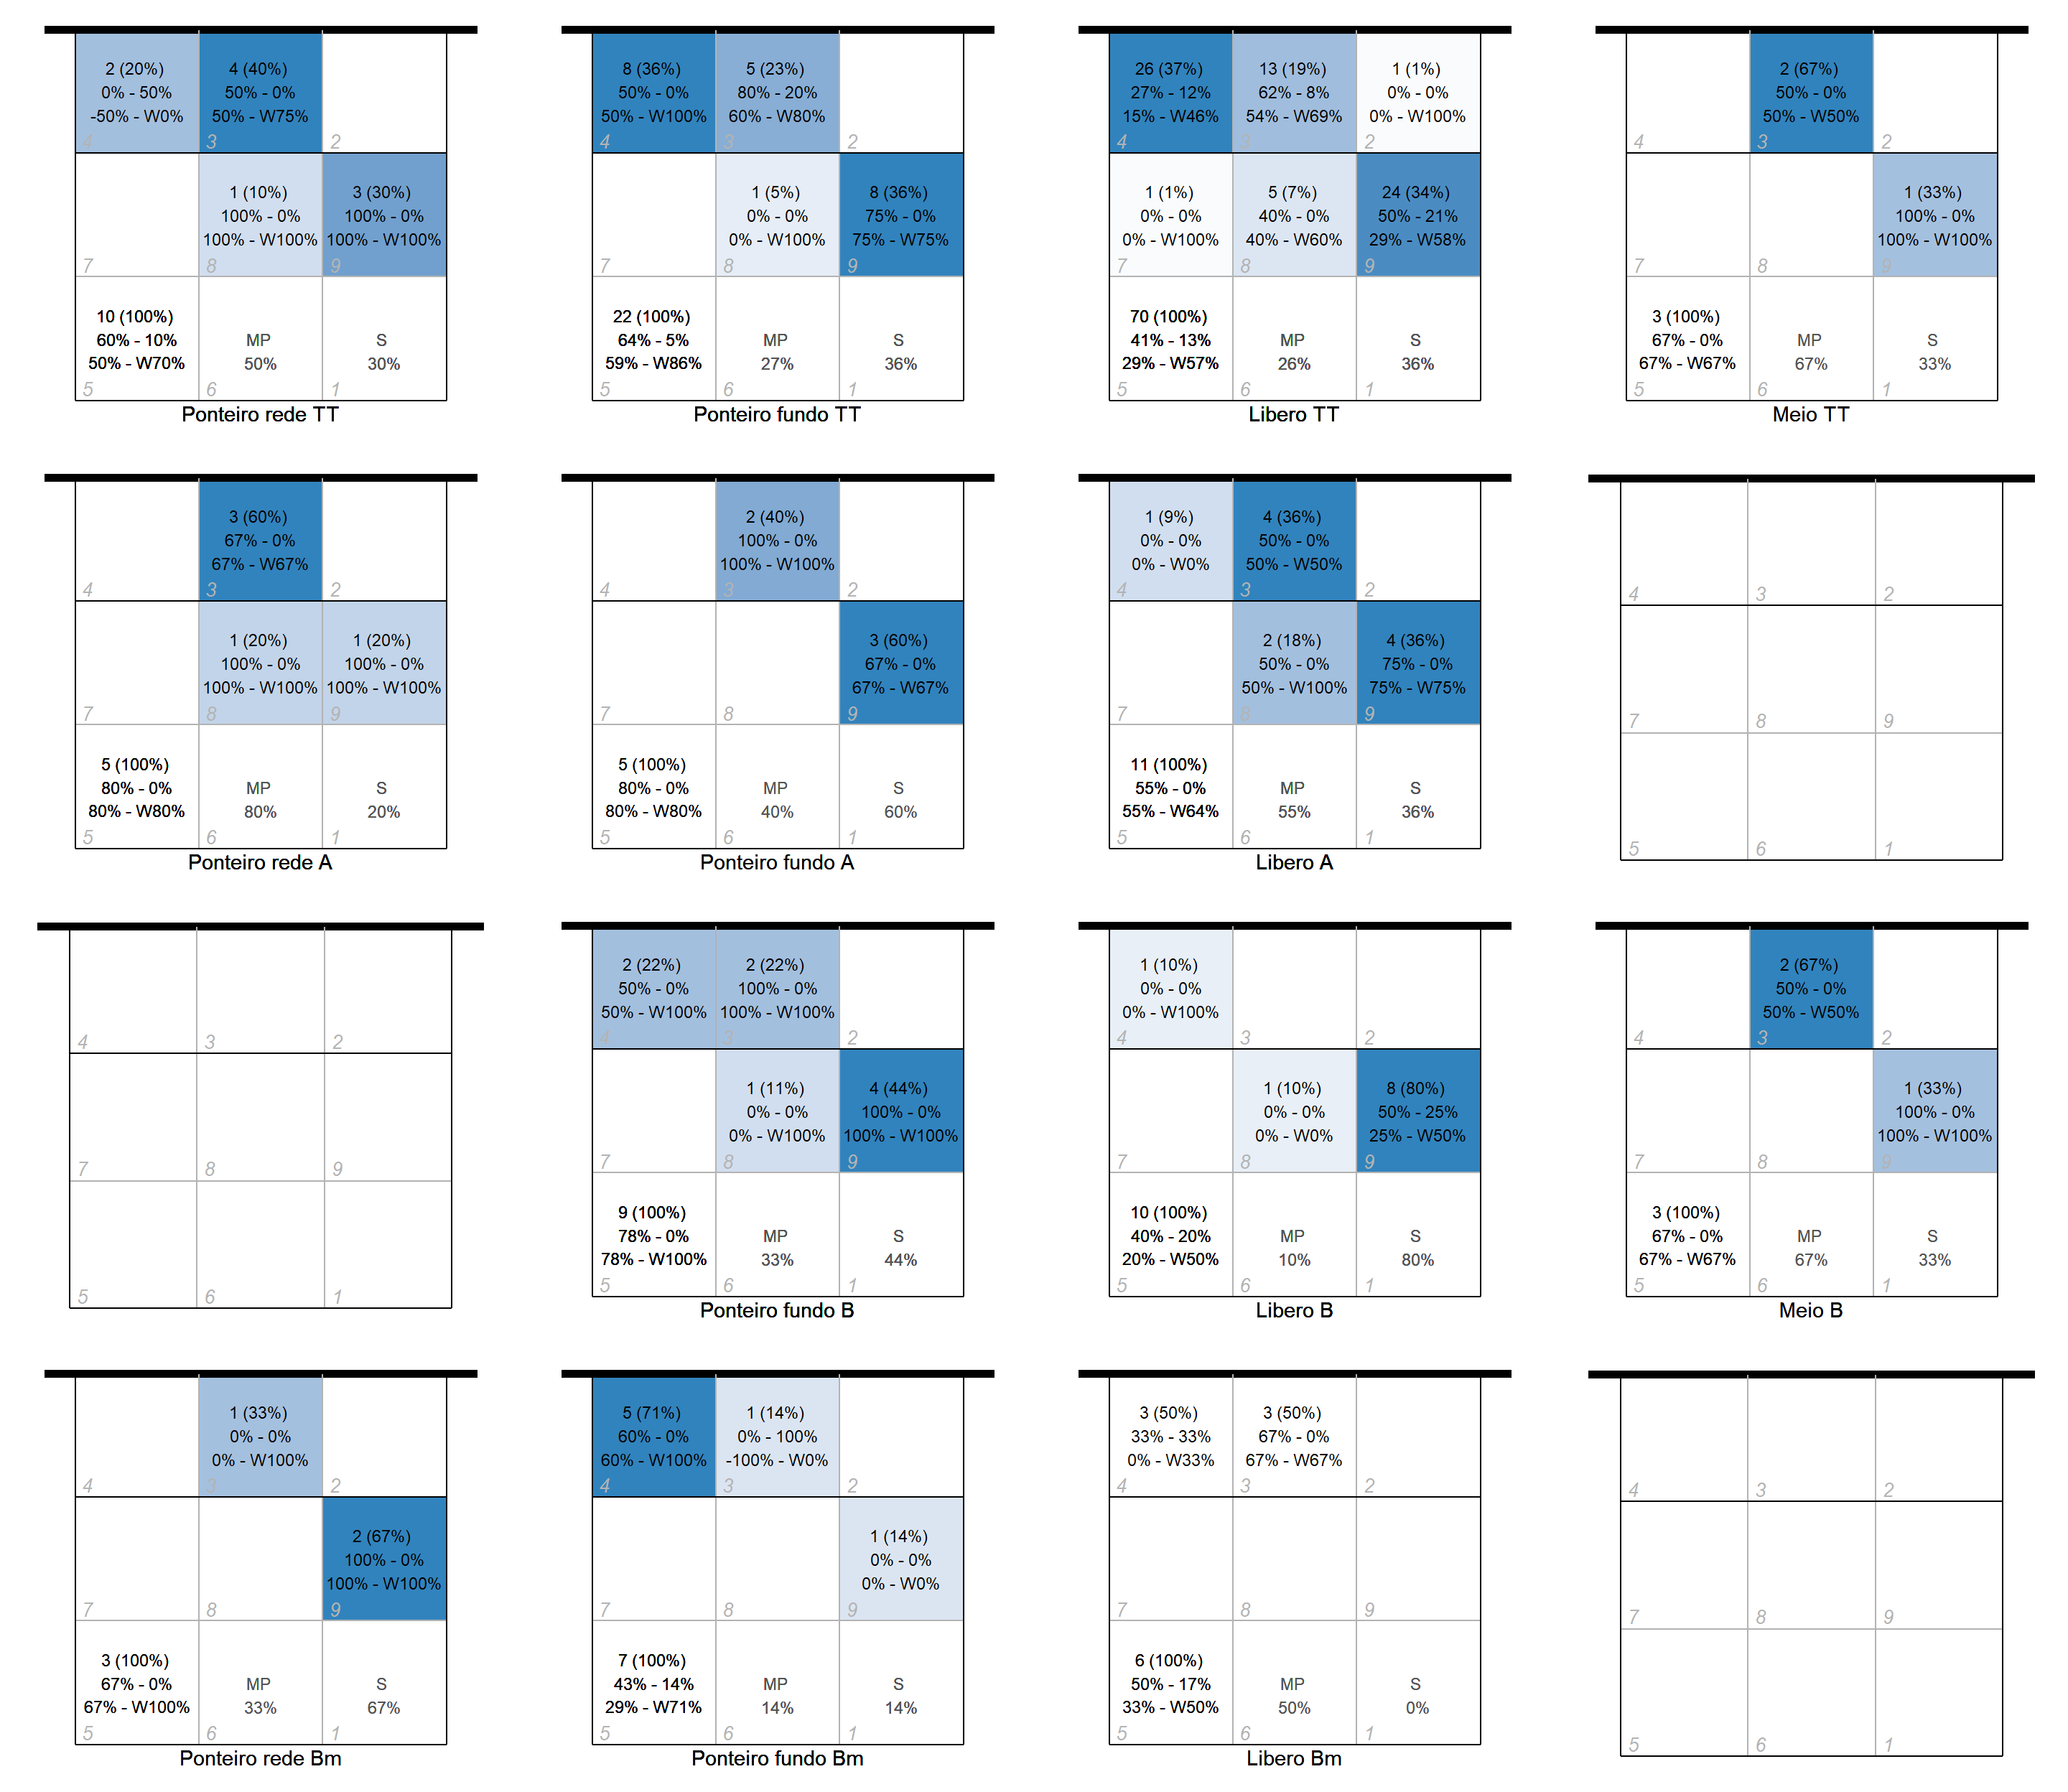 2 (20%)
0% - 50%
-50% - W0%
4
4 (40%)
50% - 0%
50% - W75%
3
2
7
1 (10%)
100% - 0%
100% - W100%
8
3 (30%)
100% - 0%
100% - W100%
9
10 (100%)
60% - 10%
50% - W70%
5
MP
50%
6
S
30%
1
Ponteiro rede TT
8 (36%)
50% - 0%
50% - W100%
4
5 (23%)
80% - 20%
60% - W80%
3
2
7
1 (5%)
0% - 0%
0% - W100%
8
8 (36%)
75% - 0%
75% - W75%
9
22 (100%)
64% - 5%
59% - W86%
5
MP
27%
6
S
36%
1
Ponteiro fundo TT
26 (37%)
27% - 12%
15% - W46%
4
13 (19%)
62% - 8%
54% - W69%
3
1 (1%)
0% - 0%
0% - W100%
2
1 (1%)
0% - 0%
0% - W100%
7
5 (7%)
40% - 0%
40% - W60%
8
24 (34%)
50% - 21%
29% - W58%
9
70 (100%)
41% - 13%
29% - W57%
5
MP
26%
6
S
36%
1
Libero TT
4
2 (67%)
50% - 0%
50% - W50%
3
2
7
8
1 (33%)
100% - 0%
100% - W100%
9
3 (100%)
67% - 0%
67% - W67%
5
MP
67%
6
S
33%
1
Meio TT
4
3 (60%)
67% - 0%
67% - W67%
3
2
7
1 (20%)
100% - 0%
100% - W100%
8
1 (20%)
100% - 0%
100% - W100%
9
5 (100%)
80% - 0%
80% - W80%
5
MP
80%
6
S
20%
1
Ponteiro rede A
4
2 (40%)
100% - 0%
100% - W100%
3
2
7
8
3 (60%)
67% - 0%
67% - W67%
9
5 (100%)
80% - 0%
80% - W80%
5
MP
40%
6
S
60%
1
Ponteiro fundo A
1 (9%)
0% - 0%
0% - W0%
4
4 (36%)
50% - 0%
50% - W50%
3
2
7
2 (18%)
50% - 0%
50% - W100%
8
4 (36%)
75% - 0%
75% - W75%
9
11 (100%)
55% - 0%
55% - W64%
5
MP
55%
6
S
36%
1
Libero A
4
3
2
7
8
9
5
6
1
4
3
2
7
8
9
5
6
1
2 (22%)
50% - 0%
50% - W100%
4
2 (22%)
100% - 0%
100% - W100%
3
2
7
1 (11%)
0% - 0%
0% - W100%
8
4 (44%)
100% - 0%
100% - W100%
9
9 (100%)
78% - 0%
78% - W100%
5
MP
33%
6
S
44%
1
Ponteiro fundo B
1 (10%)
0% - 0%
0% - W100%
4
3
2
7
1 (10%)
0% - 0%
0% - W0%
8
8 (80%)
50% - 25%
25% - W50%
9
10 (100%)
40% - 20%
20% - W50%
5
MP
10%
6
S
80%
1
Libero B
4
2 (67%)
50% - 0%
50% - W50%
3
2
7
8
1 (33%)
100% - 0%
100% - W100%
9
3 (100%)
67% - 0%
67% - W67%
5
MP
67%
6
S
33%
1
Meio B
4
1 (33%)
0% - 0%
0% - W100%
3
2
7
8
2 (67%)
100% - 0%
100% - W100%
9
3 (100%)
67% - 0%
67% - W100%
5
MP
33%
6
S
67%
1
Ponteiro rede Bm
5 (71%)
60% - 0%
60% - W100%
4
1 (14%)
0% - 100%
-100% - W0%
3
2
7
8
1 (14%)
0% - 0%
0% - W0%
9
7 (100%)
43% - 14%
29% - W71%
5
MP
14%
6
S
14%
1
Ponteiro fundo Bm
3 (50%)
33% - 33%
0% - W33%
4
3 (50%)
67% - 0%
67% - W67%
3
2
7
8
9
6 (100%)
50% - 17%
33% - W50%
5
MP
50%
6
S
0%
1
Libero Bm
4
3
2
7
8
9
5
6
1